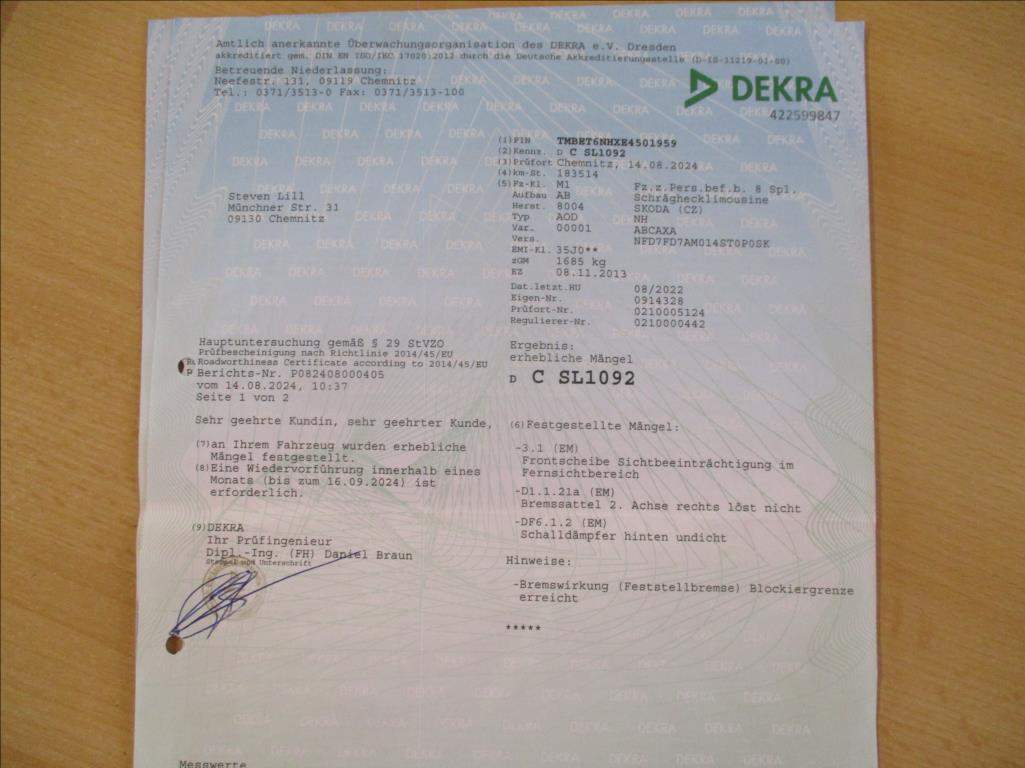 Amtlich anerkannte Überwachungsorganisation des DEKRA e.V. Dresden
akkreditiert gem. DIN EN ISO/IEC 17020:2012 durch die Deutsche Akkreditierungsstelle (D-IS-11219-01-00)
Betreuende Niederlassung:
Neefestr. 131, 09119 Chemnitz
Tel.: 0371/3513-0 Fax: 0371/3513-100
DEKRA
422599847
(1) FIN TMBET6NHXE4501959
(2) Kennz. D C SL1092
(3) Prüfort Chemnitz, 14.08.2024
(4) km-St. 183514
(5) Fz-Kl. M1 Fz.z.Pers.bef.b. 8 Spl.
Aufbau AB Schräghecklimousine
Herst. 8004 SKODA (CZ)
Typ AOD NH
Var. 00001 ABCAXA
Vers. NFD7FD7AM014ST0P0SK
EMI-Kl. 35J0**
zGM 1685 kg
EZ 08.11.2013
Dat.letzt.HU 08/2022
Eigen-Nr. 0914328
Prüfort-Nr. 0210005124
Regulierer-Nr. 0210000442
Steven Lill
Münchner Str. 31
09130 Chemnitz
Hauptuntersuchung gemäß § 29 StVZO
Prüfbescheinigung nach Richtlinie 2014/45/EU
Roadworthiness Certificate according to 2014/45/EU
Berichts-Nr. P082408000405
vom 14.08.2024, 10:37
Seite 1 von 2
Ergebnis:
erhebliche Mängel
D C SL1092
Sehr geehrte Kundin, sehr geehrter Kunde,
(7) an Ihrem Fahrzeug wurden erhebliche
Mängel festgestellt.
(8) Eine Wiedervorführung innerhalb eines
Monats (bis zum 16.09.2024) ist
erforderlich.
(9) DEKRA
Ihr Prüfingenieur
Dipl.-Ing. (FH) Daniel Braun
Stempel und Unterschrift
(6) Festgestellte Mängel:
-3.1 (EM)
Frontscheibe Sichtbeeinträchtigung im
Fernsichtbereich
-D1.1.21a (EM)
Bremssattel 2. Achse rechts löst nicht
-DF6.1.2 (EM)
Schalldämpfer hinten undicht
Hinweise:
-Bremswirkung (Feststellbremse) Blockiergrenze
erreicht
*****
Messwerte